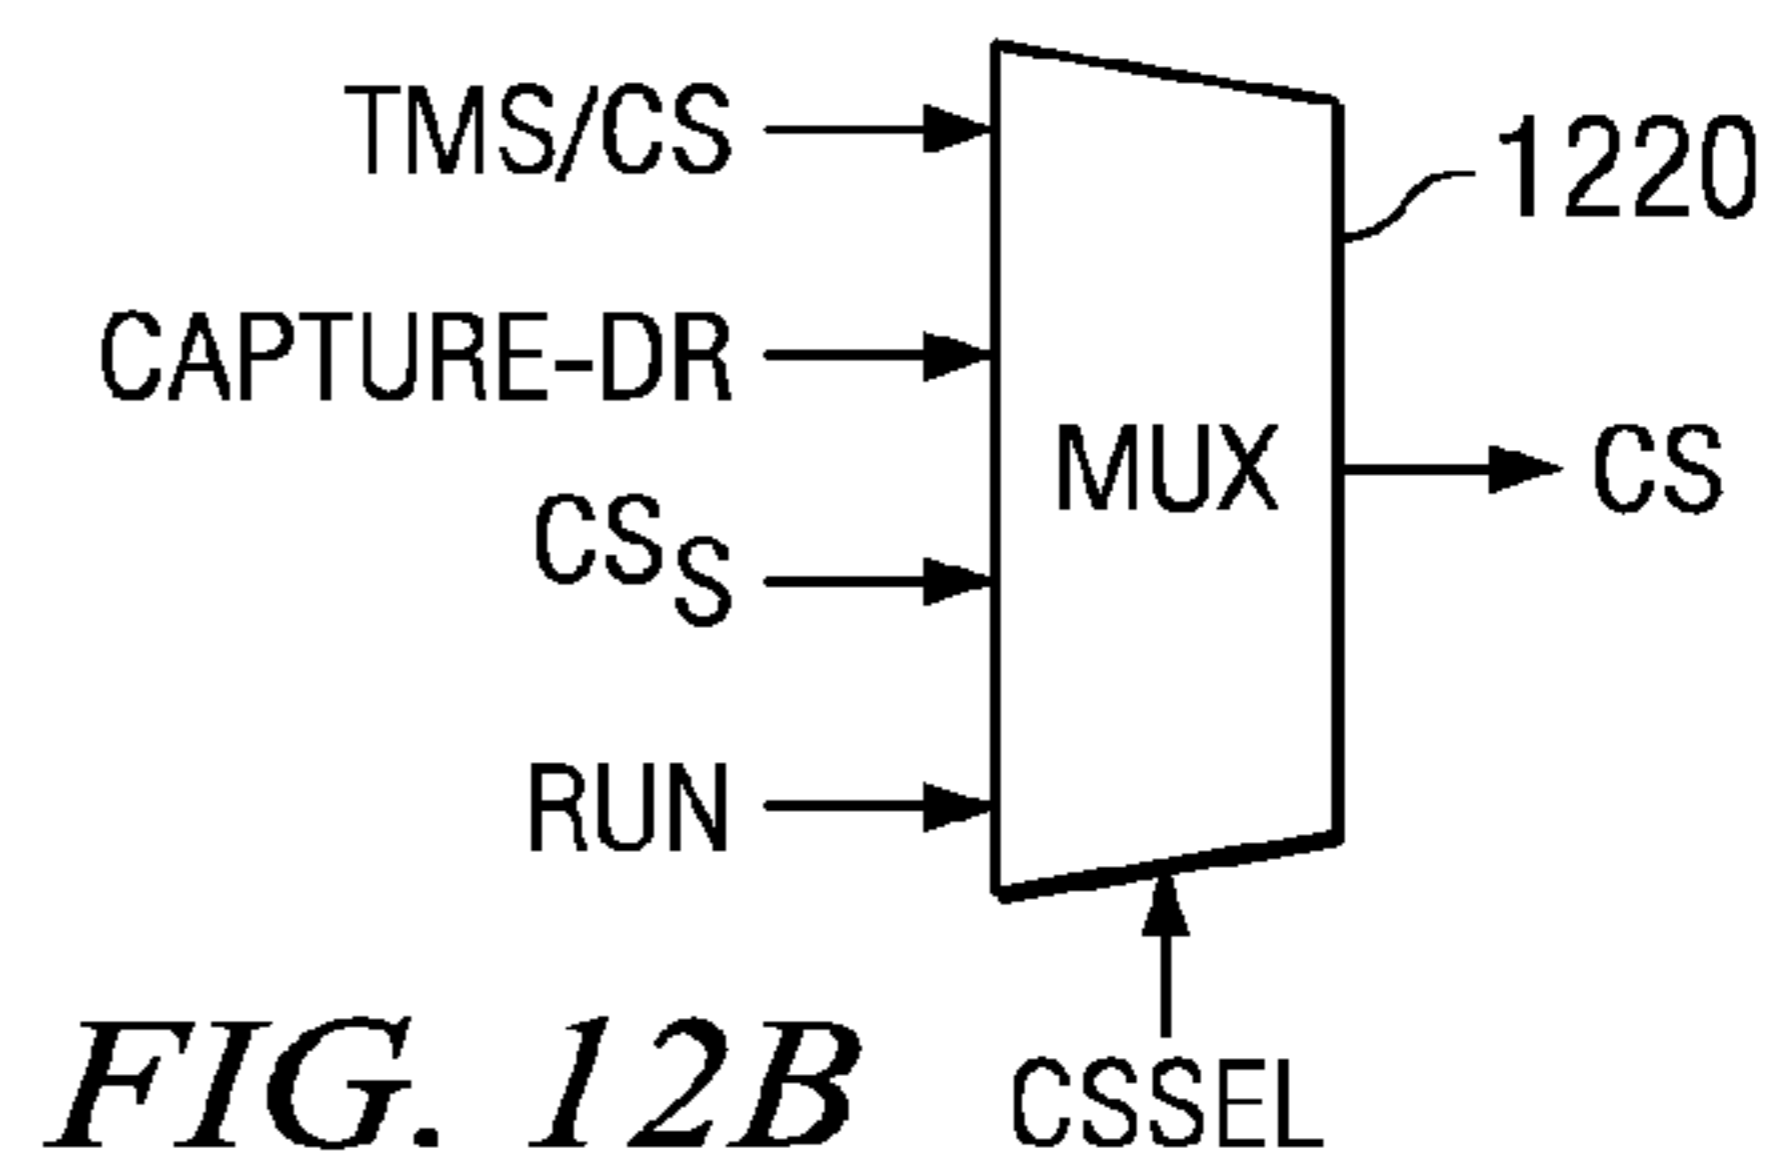 TMS/CS
1220
CAPTURE-DR
MUX
CS
CSS
RUN
FIG. 12B
CSSEL